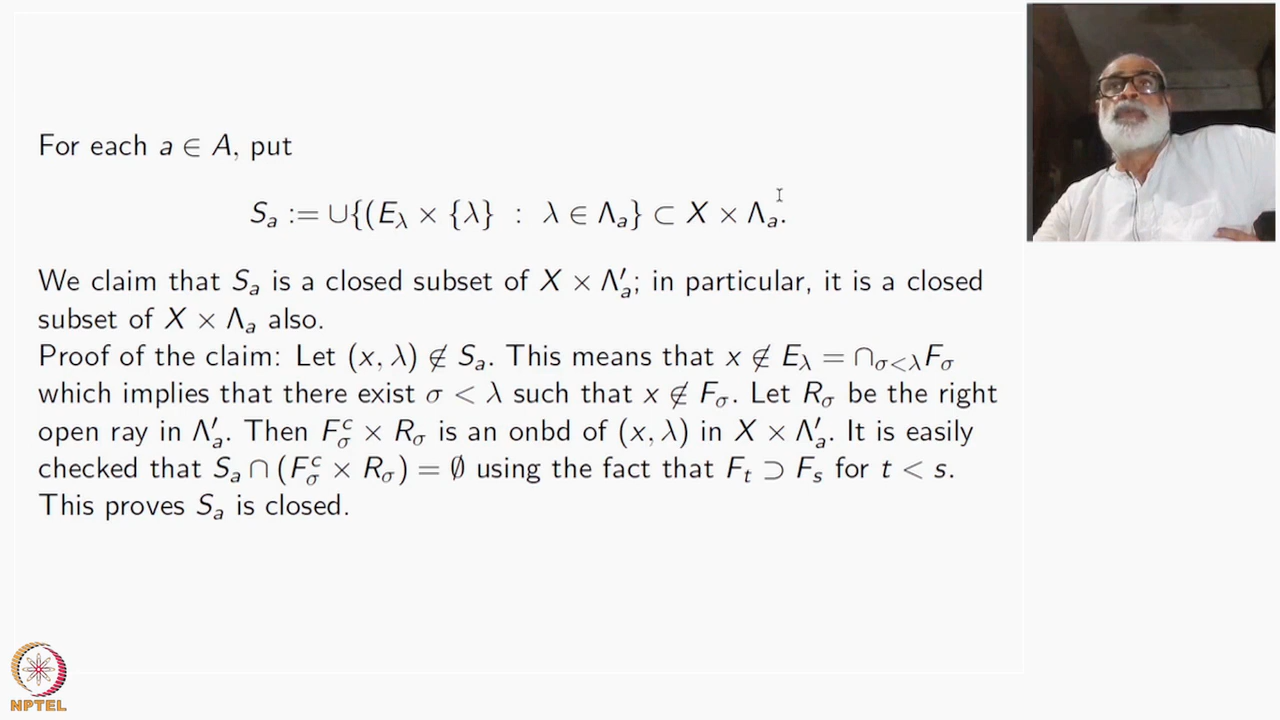 For each a ∈ A, put
S_a := ∪{(E_λ × {λ} : λ ∈ Λ_a} ⊂ X × Λ_a.
We claim that S_a is a closed subset of X × Λ′_a; in particular, it is a closed
subset of X × Λ_a also.
Proof of the claim: Let (x, λ) ∉ S_a. This means that x ∉ E_λ = ∩_{σ<λ}F_σ
which implies that there exist σ < λ such that x ∉ F_σ. Let R_σ be the right
open ray in Λ′_a. Then F^c_σ × R_σ is an onbd of (x, λ) in X × Λ′_a. It is easily
checked that S_a ∩ (F^c_σ × R_σ) = ∅ using the fact that F_t ⊃ F_s for t < s.
This proves S_a is closed.
NPTEL